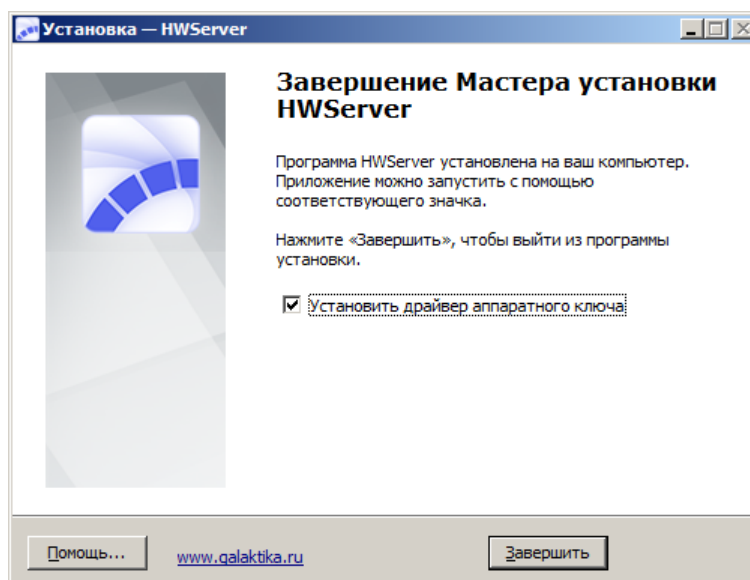 Установка — HWServer
Завершение Мастера установки
HWServer
Программа HWServer установлена на ваш компьютер.
Приложение можно запустить с помощью
соответствующего значка.
Нажмите «Завершить», чтобы выйти из программы
установки.
Установить драйвер аппаратного ключа
Помощь...
www.galaktika.ru
Завершить